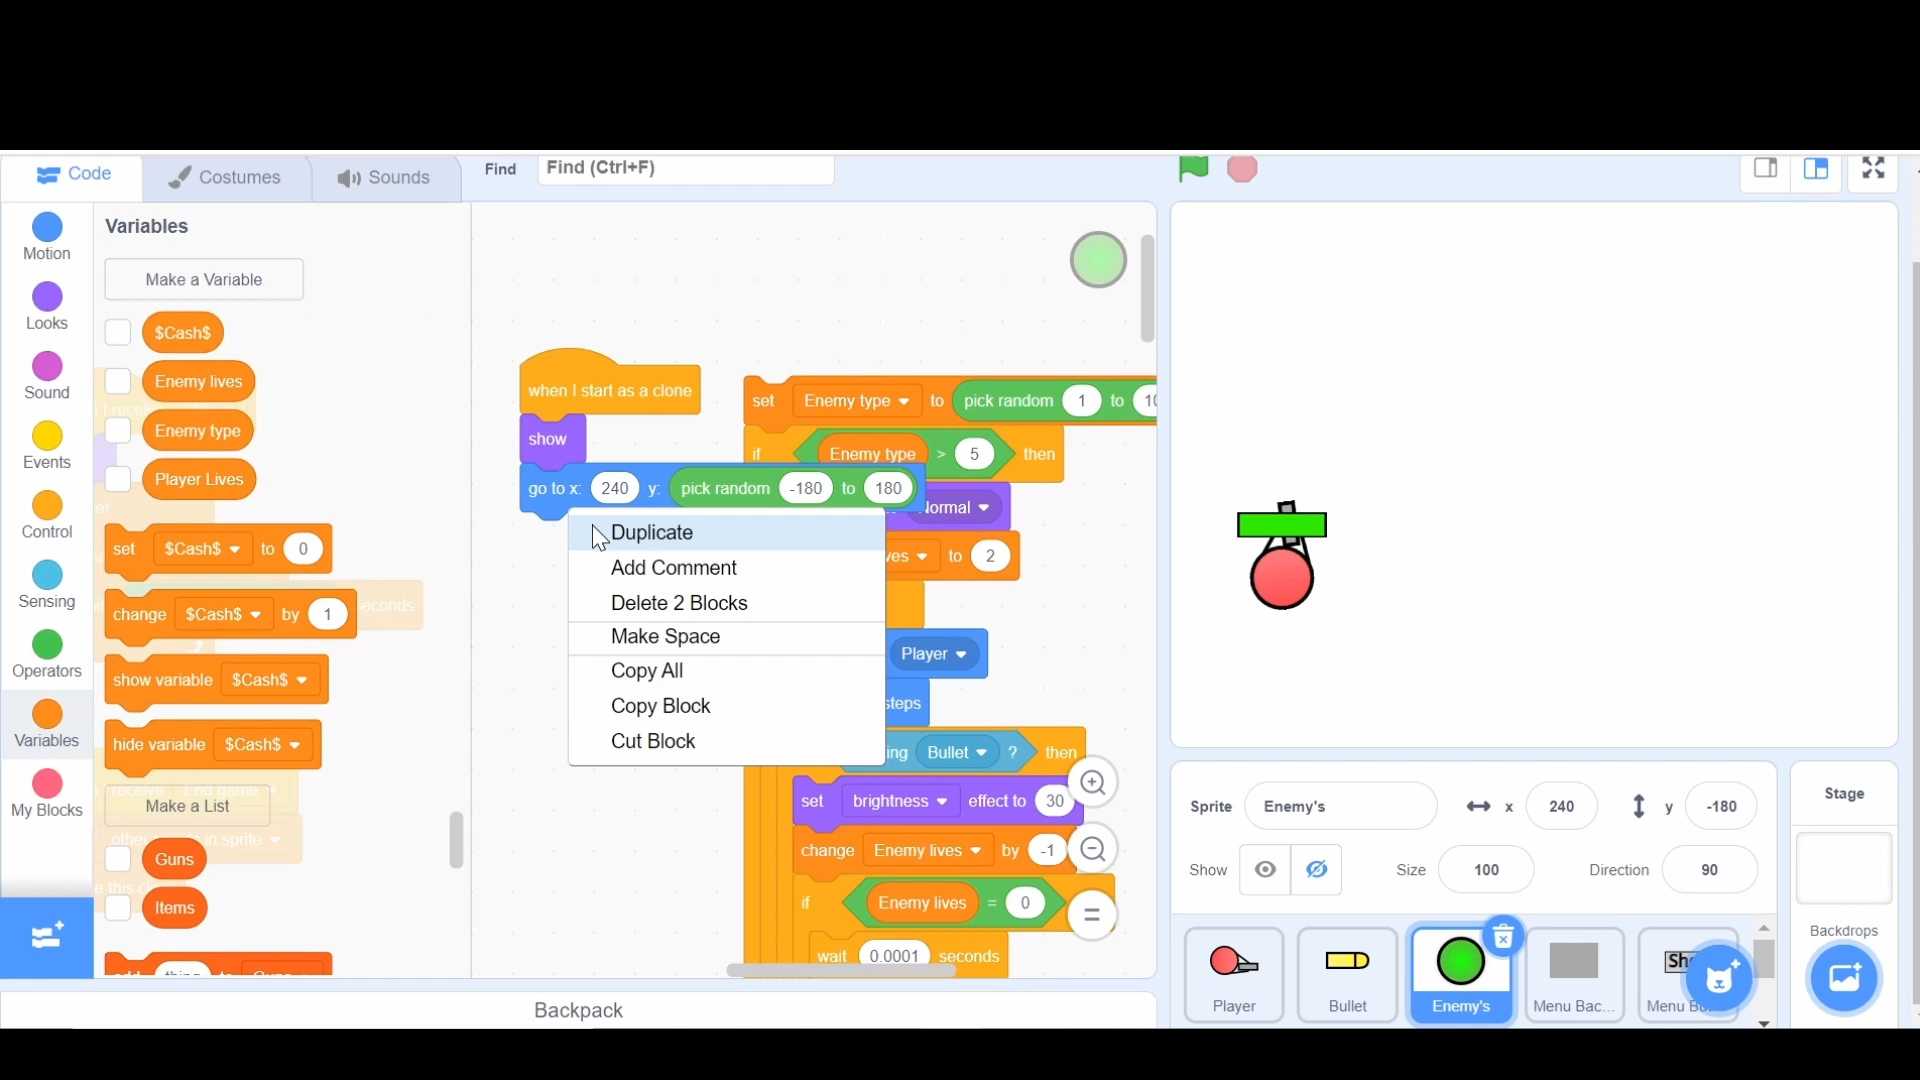 Code
Costumes
Sounds
Find
Find (Ctrl+F)
Motion
Looks
Sound
Events
Control
Sensing
Operators
Variables
My Blocks
Variables
Make a Variable
$Cash$
Enemy lives
Enemy type
Player Lives
set $Cash$ to 0
change $Cash$ by 1
show variable $Cash$
hide variable $Cash$
Make a List
Guns
Items
when I start as a clone
show
go to x: 240 y: pick random -180 to 180
Duplicate
Add Comment
Delete 2 Blocks
Make Space
Copy All
Copy Block
Cut Block
set Enemy type to pick random 1 to
if Enemy type > 5 then
to 2
Player
Bullet ? then
set brightness effect to 30
change Enemy lives by -1
if Enemy lives = 0
wait 0.0001 seconds
Backpack
Sprite Enemy's x 240 y -180
Show Size 100 Direction 90
Player
Bullet
Enemy's
Menu Bac...
Menu
Stage
Backdrops